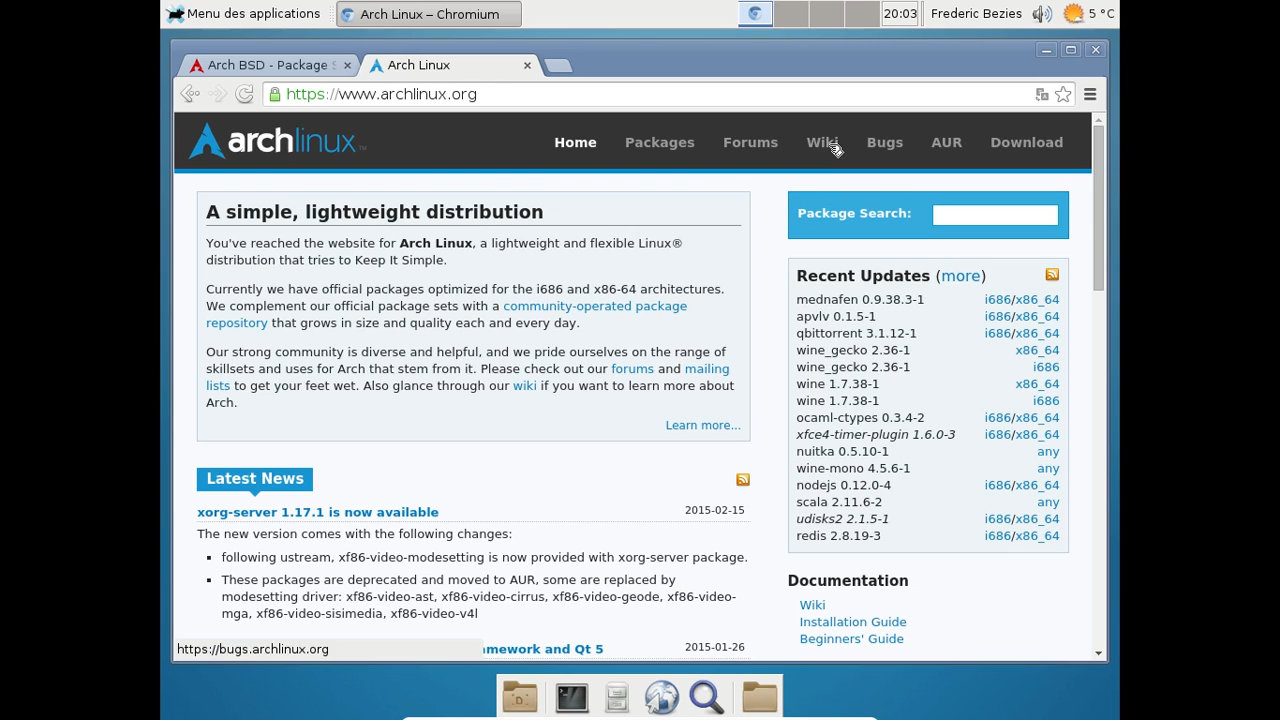 Menu des applications
Arch Linux – Chromium
20:03
Frederic Bezies
5 °C
Arch BSD - Package S
Arch Linux
https://www.archlinux.org
archlinux™
Home
Packages
Forums
Wiki
Bugs
AUR
Download
A simple, lightweight distribution
You've reached the website for Arch Linux, a lightweight and flexible Linux®
distribution that tries to Keep It Simple.
Currently we have official packages optimized for the i686 and x86-64 architectures.
We complement our official package sets with a community-operated package
repository that grows in size and quality each and every day.
Our strong community is diverse and helpful, and we pride ourselves on the range of
skillsets and uses for Arch that stem from it. Please check out our forums and mailing
lists to get your feet wet. Also glance through our wiki if you want to learn more about
Arch.
Learn more...
Latest News
xorg-server 1.17.1 is now available
2015-02-15
The new version comes with the following changes:
following ustream, xf86-video-modesetting is now provided with xorg-server package.
These packages are deprecated and moved to AUR, some are replaced by
modesetting driver: xf86-video-ast, xf86-video-cirrus, xf86-video-geode, xf86-video-
mga, xf86-video-sisimedia, xf86-video-v4l
mework and Qt 5
2015-01-26
https://bugs.archlinux.org
Package Search:
Recent Updates (more)
mednafen 0.9.38.3-1 i686/x86_64
apvlv 0.1.5-1 i686/x86_64
qbittorrent 3.1.12-1 i686/x86_64
wine_gecko 2.36-1 x86_64
wine_gecko 2.36-1 i686
wine 1.7.38-1 x86_64
wine 1.7.38-1 i686
ocaml-ctypes 0.3.4-2 i686/x86_64
xfce4-timer-plugin 1.6.0-3 i686/x86_64
nuitka 0.5.10-1 any
wine-mono 4.5.6-1 any
nodejs 0.12.0-4 i686/x86_64
scala 2.11.6-2 any
udisks2 2.1.5-1 i686/x86_64
redis 2.8.19-3 i686/x86_64
Documentation
Wiki
Installation Guide
Beginners' Guide